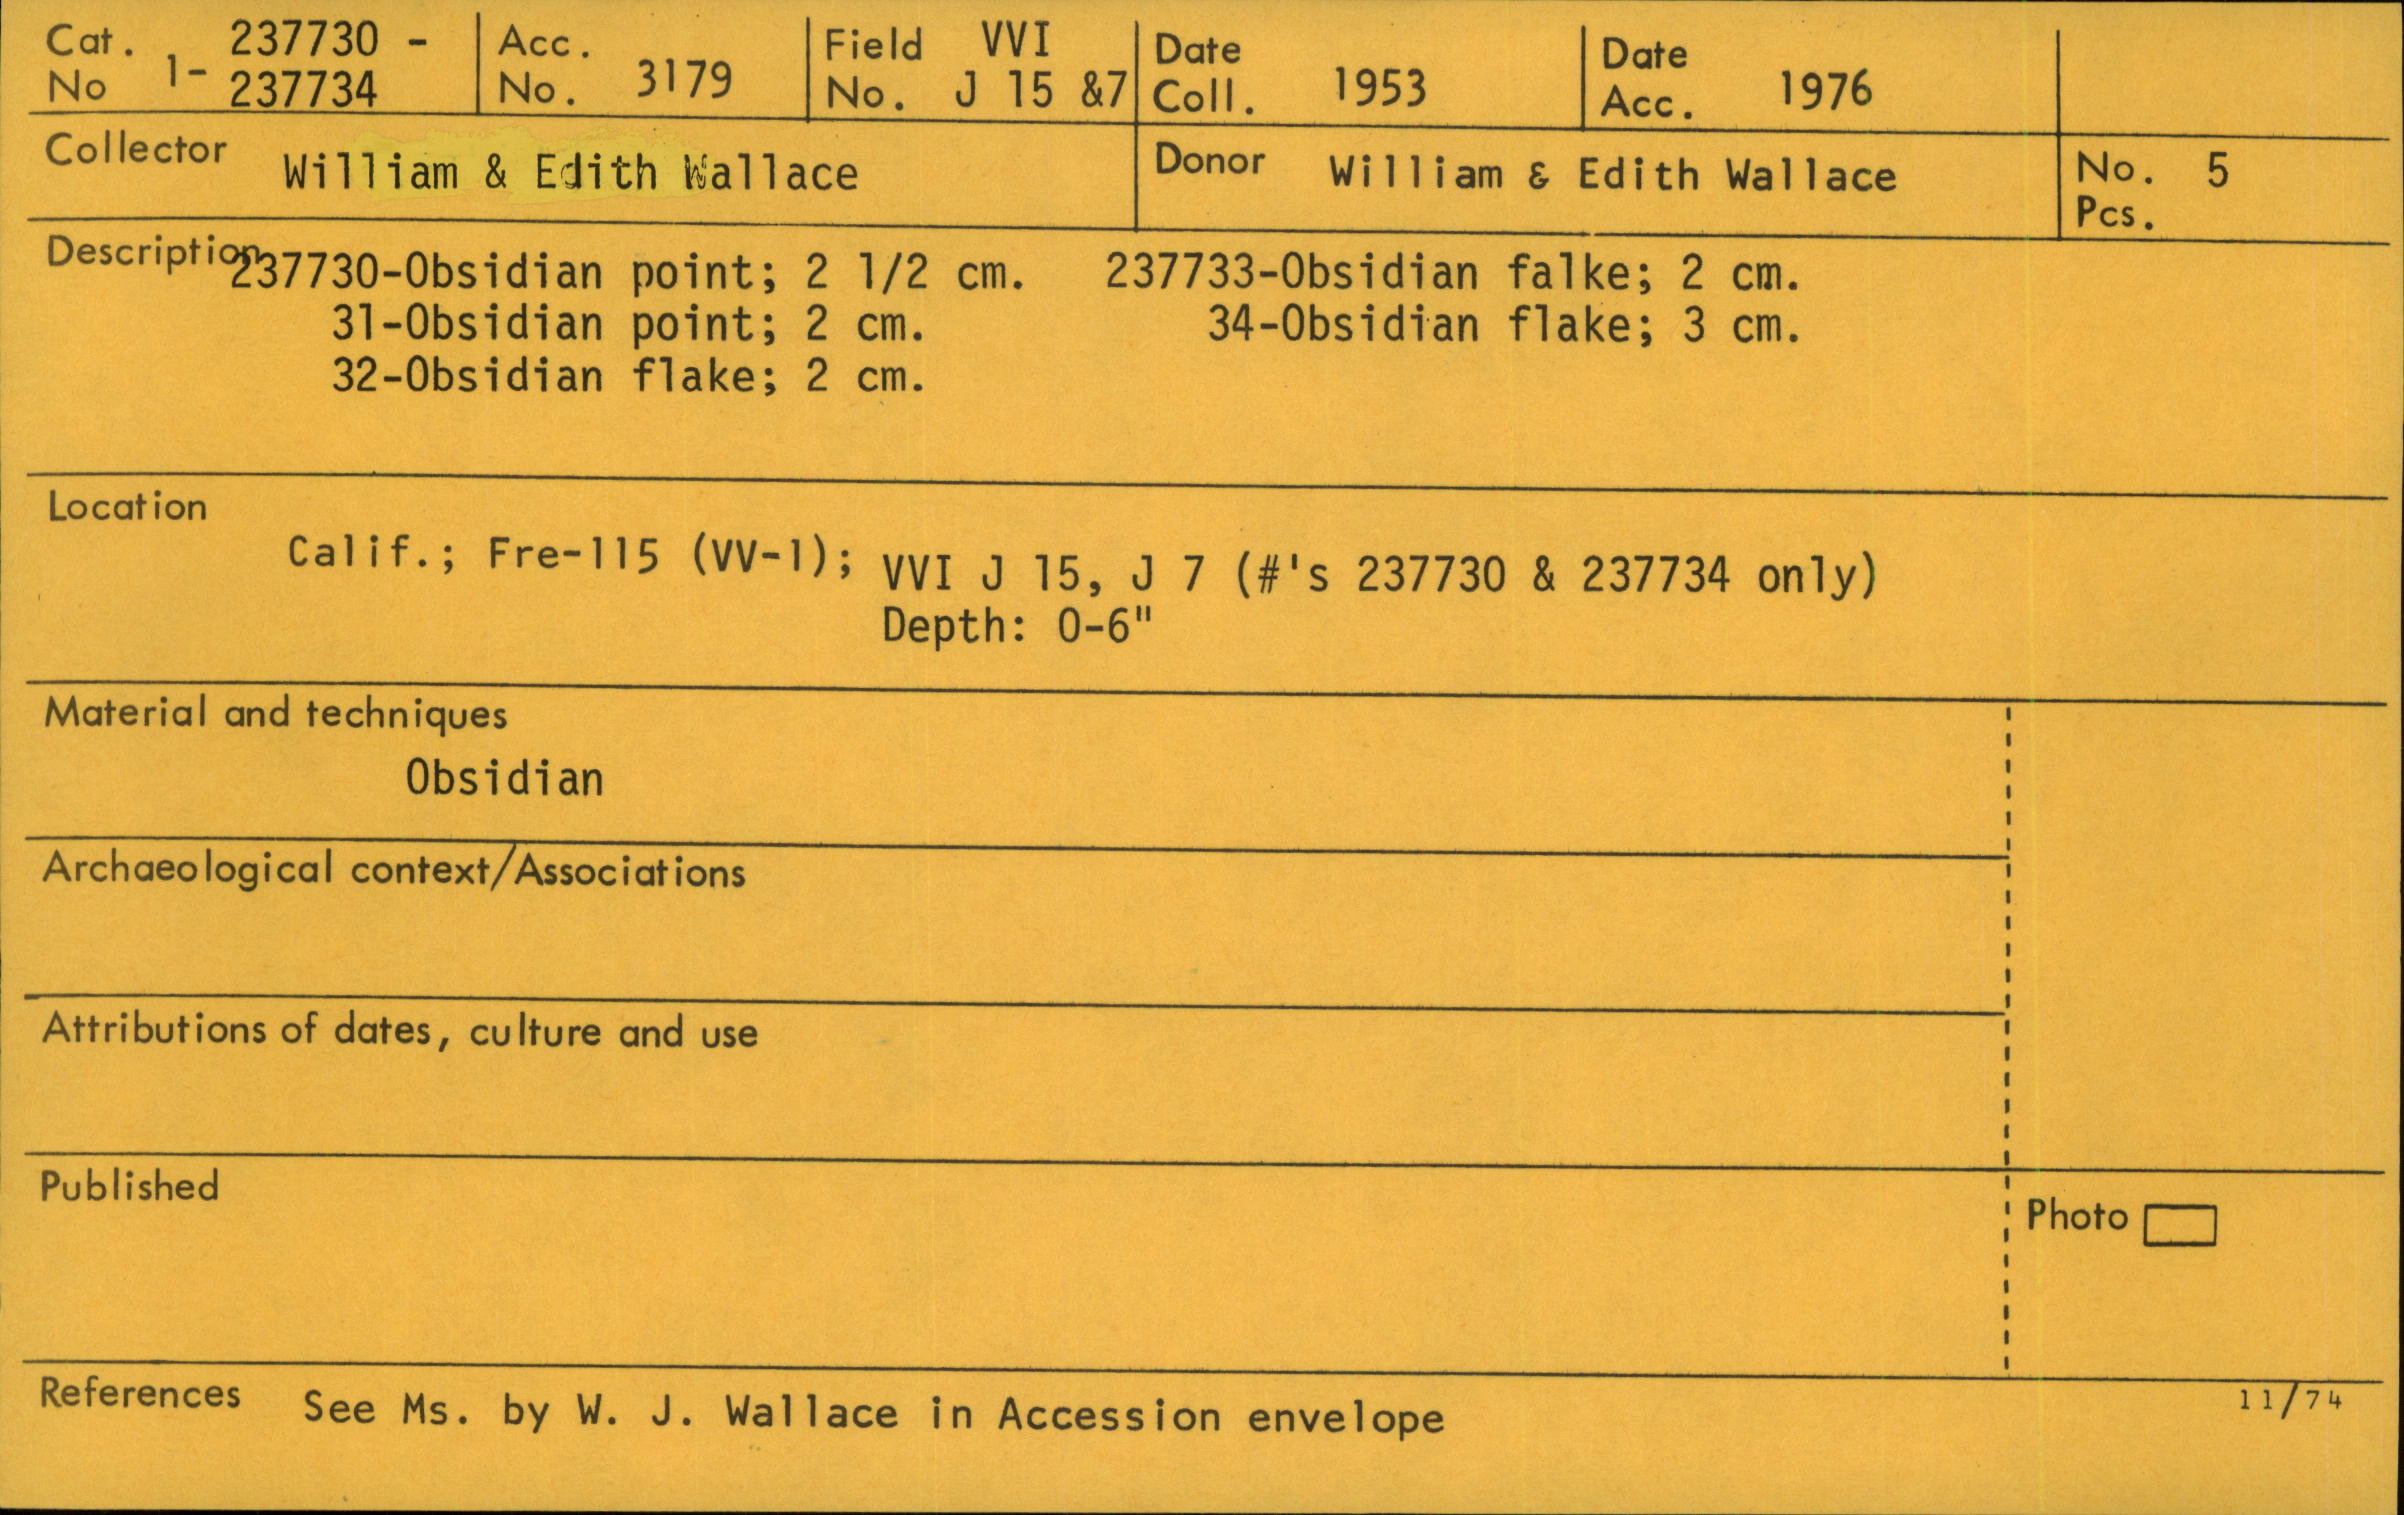 Cat. No 1- 237730 - 237734
Acc. No. 3179
Field No. VVI J 15 &7
Date Coll. 1953
Date Acc. 1976
Collector William & Edith Wallace
Donor William & Edith Wallace
No. Pcs. 5
Description
237730-Obsidian point; 2 1/2 cm.
31-Obsidian point; 2 cm.
32-Obsidian flake; 2 cm.
237733-Obsidian falke; 2 cm.
34-Obsidian flake; 3 cm.
Location
Calif.; Fre-115 (VV-1); VVI J 15, J 7 (#'s 237730 & 237734 only)
Depth: 0-6"
Material and techniques
Obsidian
Archaeological context/Associations
Attributions of dates, culture and use
Published
Photo
References See Ms. by W. J. Wallace in Accession envelope
11/74